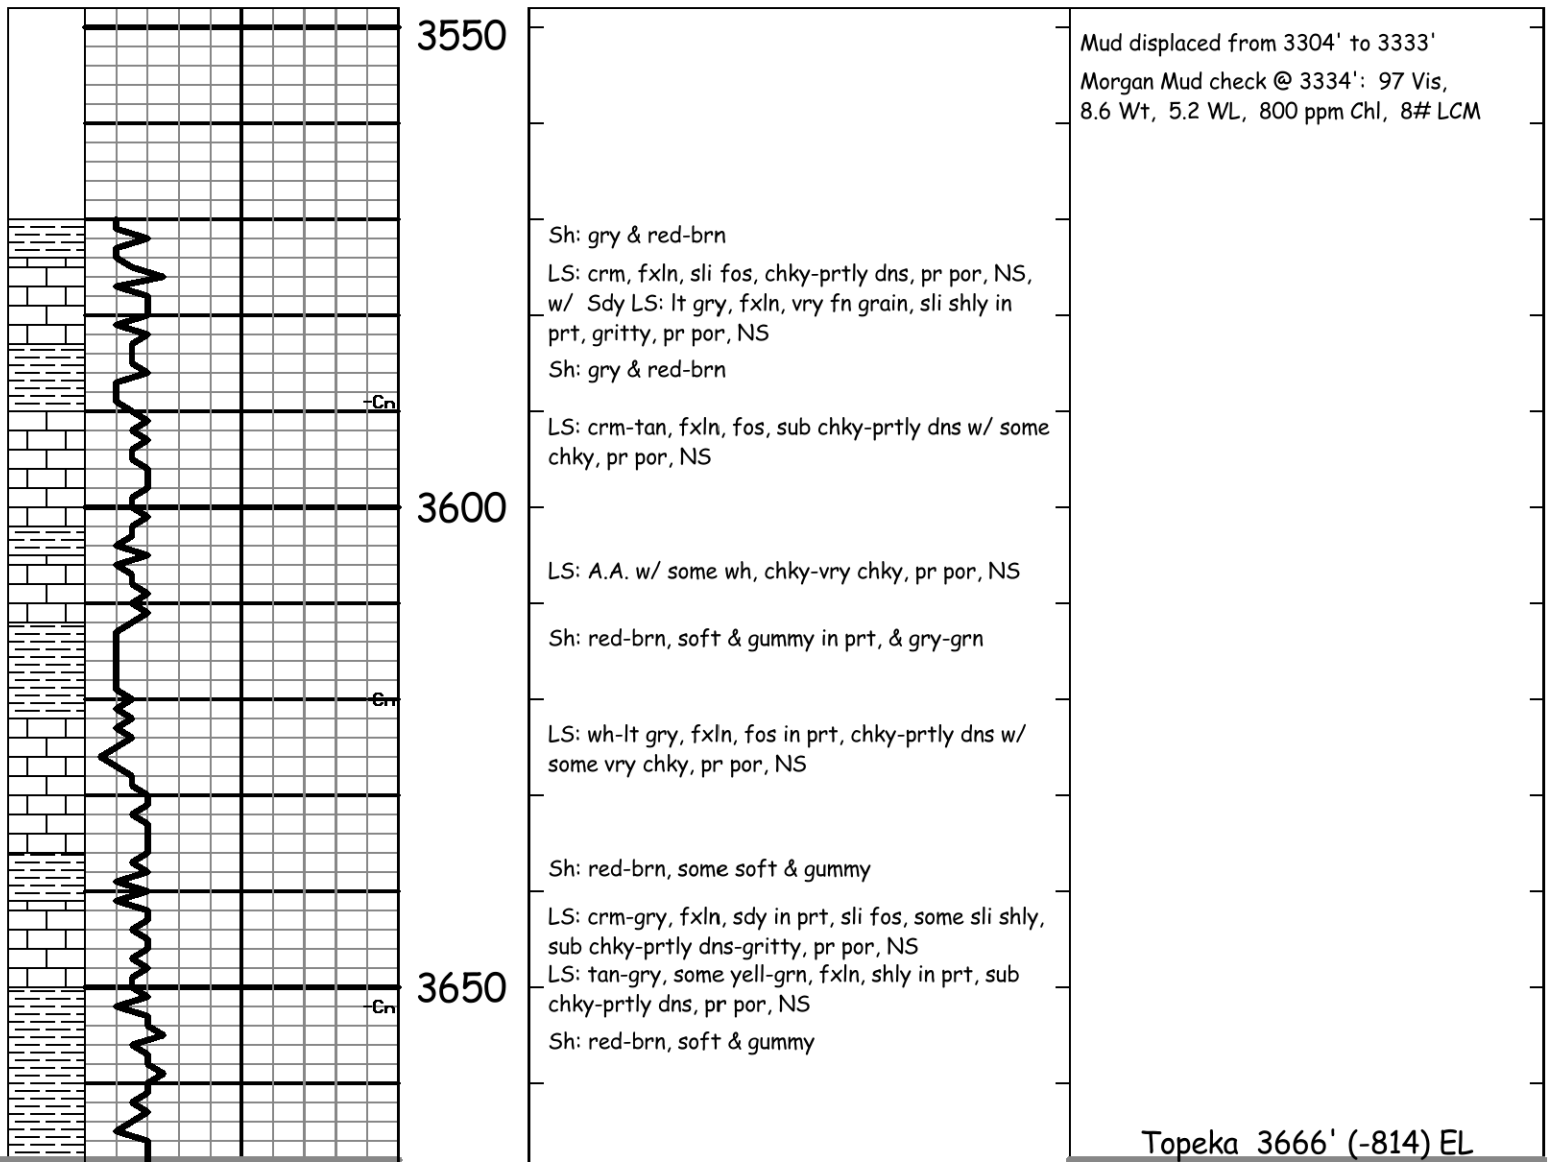 3550
Mud displaced from 3304' to 3333'
Morgan Mud check @ 3334': 97 Vis,
8.6 Wt, 5.2 WL, 800 ppm Chl, 8# LCM
Sh: gry & red-brn
LS: crm, fxln, sli fos, chky-prtly dns, pr por, NS,
w/ Sdy LS: lt gry, fxln, vry fn grain, sli shly in
prt, gritty, pr por, NS
Sh: gry & red-brn
-Cn
LS: crm-tan, fxln, fos, sub chky-prtly dns w/ some
chky, pr por, NS
3600
LS: A.A. w/ some wh, chky-vry chky, pr por, NS
Sh: red-brn, soft & gummy in prt, & gry-grn
Cn
LS: wh-lt gry, fxln, fos in prt, chky-prtly dns w/
some vry chky, pr por, NS
Sh: red-brn, some soft & gummy
LS: crm-gry, fxln, sdy in prt, sli fos, some sli shly,
sub chky-prtly dns-gritty, pr por, NS
LS: tan-gry, some yell-grn, fxln, shly in prt, sub
chky-prtly dns, pr por, NS
3650
-Cn
Sh: red-brn, soft & gummy
Topeka 3666' (-814) EL